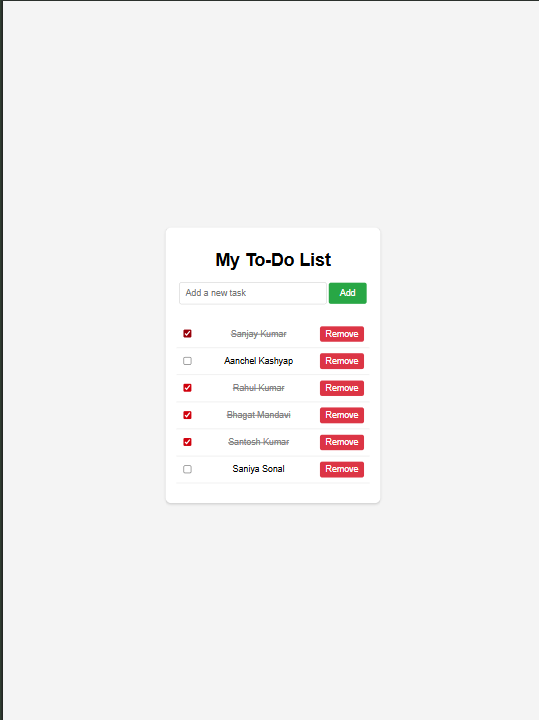 My To-Do List
Add a new task Add
Sanjay Kumar Remove
Aanchel Kashyap Remove
Rahul Kumar Remove
Bhagat Mandavi Remove
Santosh Kumar Remove
Saniya Sonal Remove